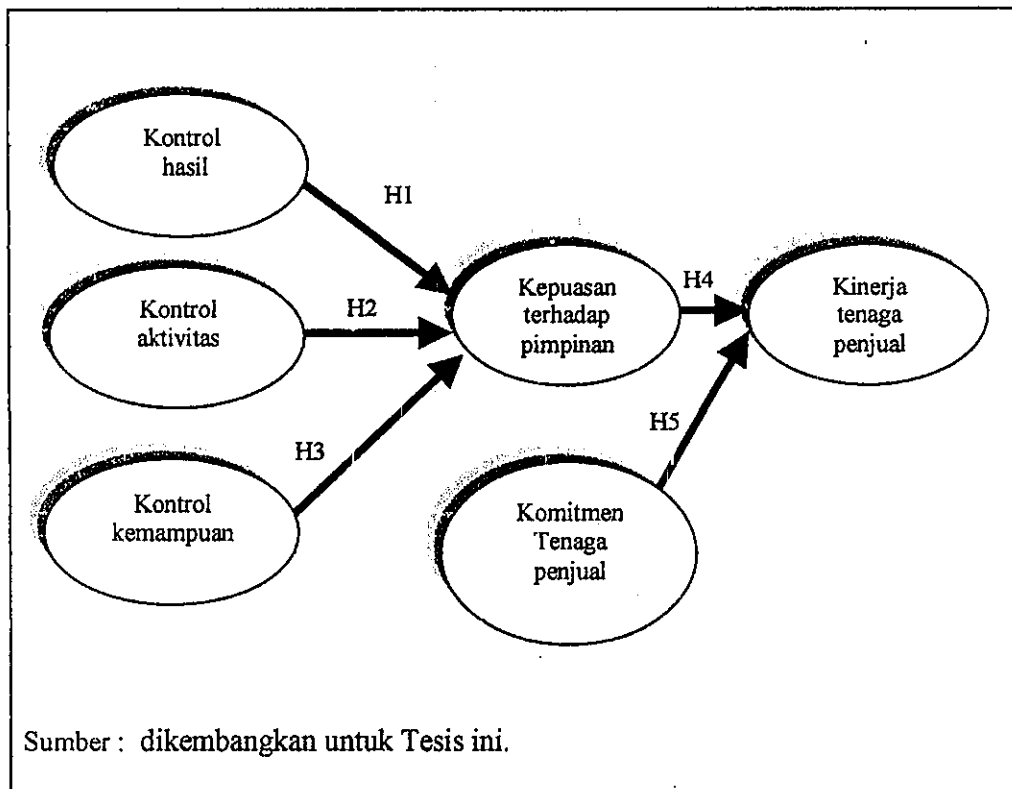 Kontrol
hasil
H1
Kontrol
aktivitas
H2
Kepuasan
terhadap
pimpinan
H4
Kinerja
tenaga
penjual
Kontrol
kemampuan
H3
Komitmen
Tenaga
penjual
H5
Sumber : dikembangkan untuk Tesis ini.